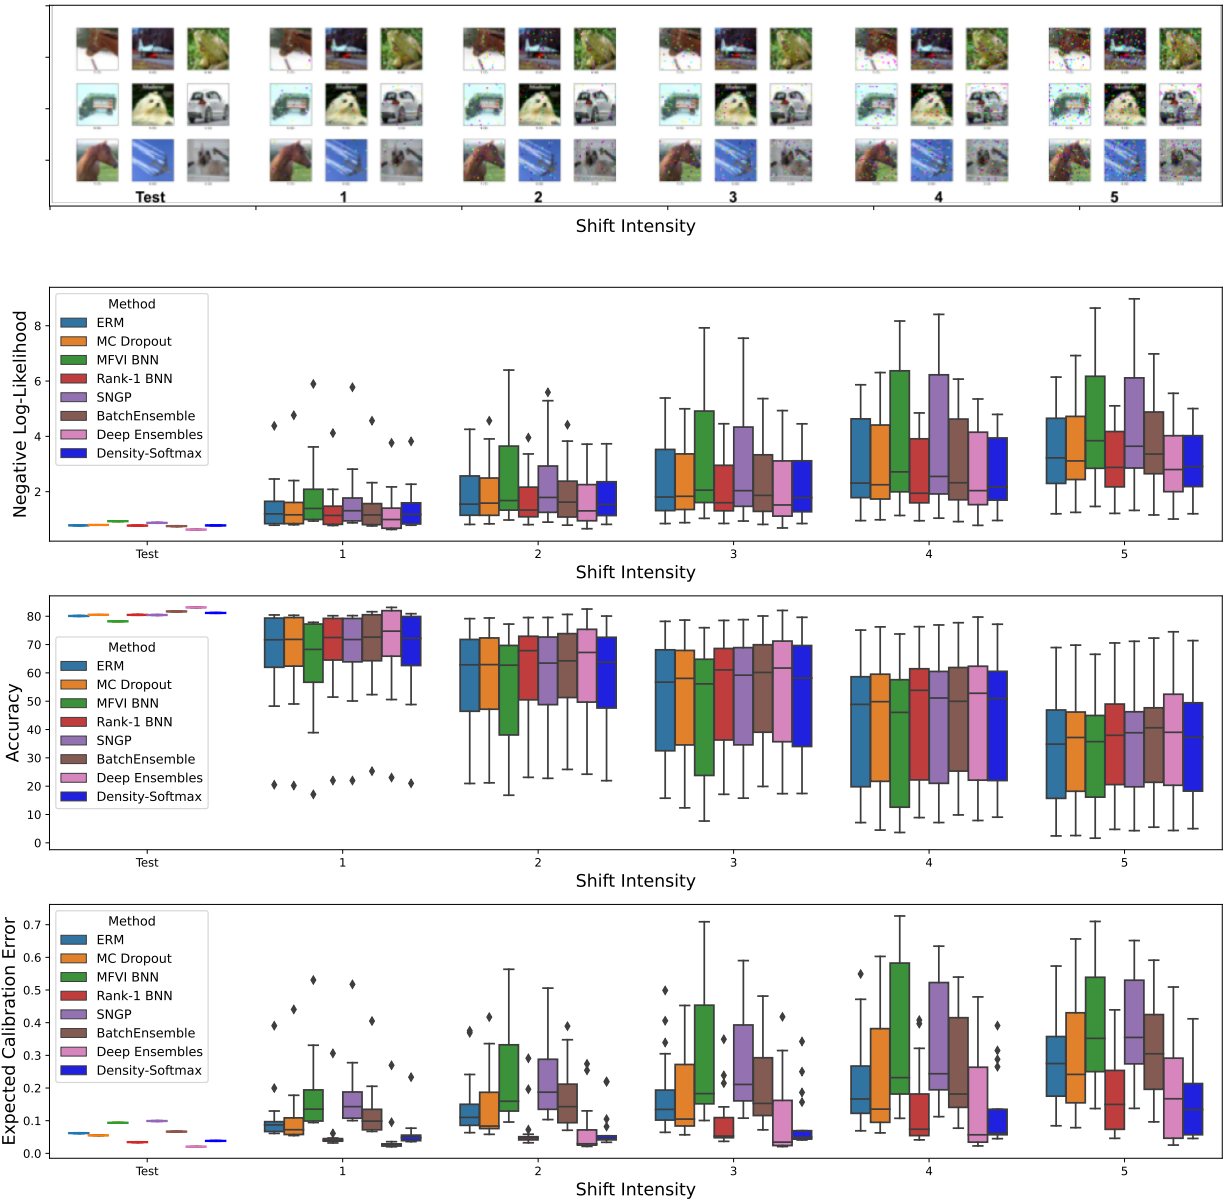 Test 1 2 3 4 5
Shift Intensity
Negative Log-Likelihood
8
6
4
2
Method
ERM
MC Dropout
MFVI BNN
Rank-1 BNN
SNGP
BatchEnsemble
Deep Ensembles
Density-Softmax
Test 1 2 3 4 5
Shift Intensity
Accuracy
80
70
60
50
40
30
20
10
0
Method
ERM
MC Dropout
MFVI BNN
Rank-1 BNN
SNGP
BatchEnsemble
Deep Ensembles
Density-Softmax
Test 1 2 3 4 5
Shift Intensity
Expected Calibration Error
0.7
0.6
0.5
0.4
0.3
0.2
0.1
0.0
Method
ERM
MC Dropout
MFVI BNN
Rank-1 BNN
SNGP
BatchEnsemble
Deep Ensembles
Density-Softmax
Test 1 2 3 4 5
Shift Intensity